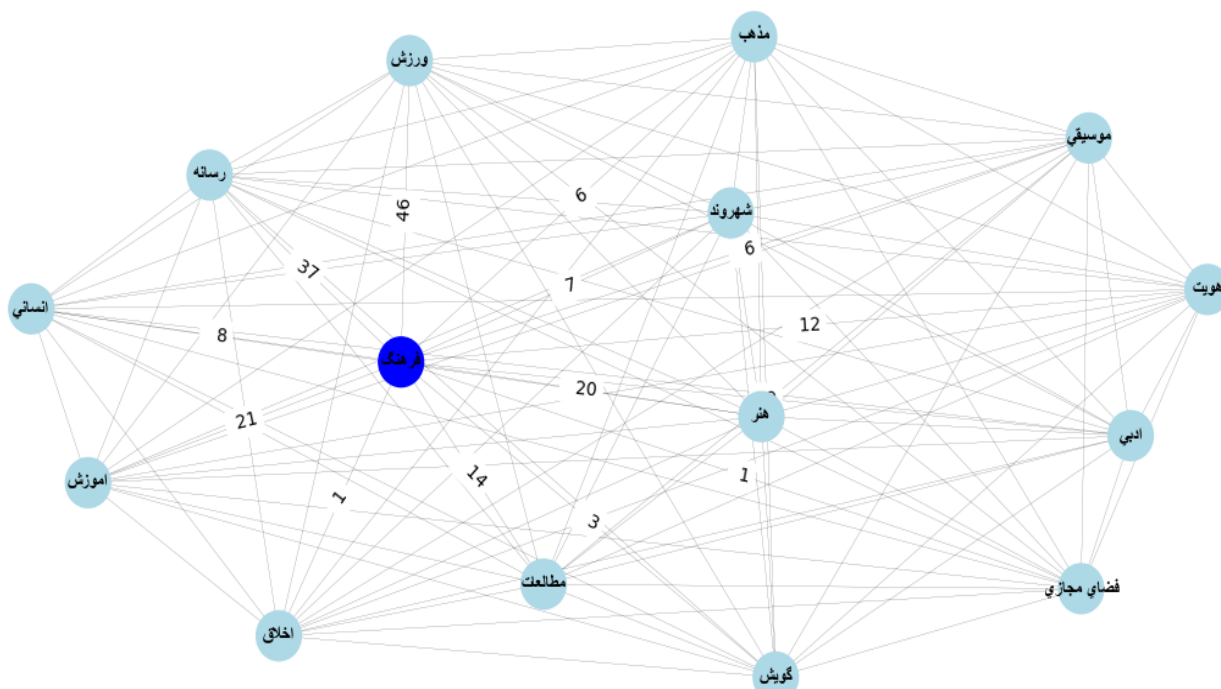 مذهب
ورزش
موسيقي
رسانه
شهروند
46
6
6
37
7
هويت
انساني
12
8
فرهنگ
20
هنر
21
ادبي
اموزش
14
1
1
3
مطالعات
فضاي مجازي
اخلاق
گويش